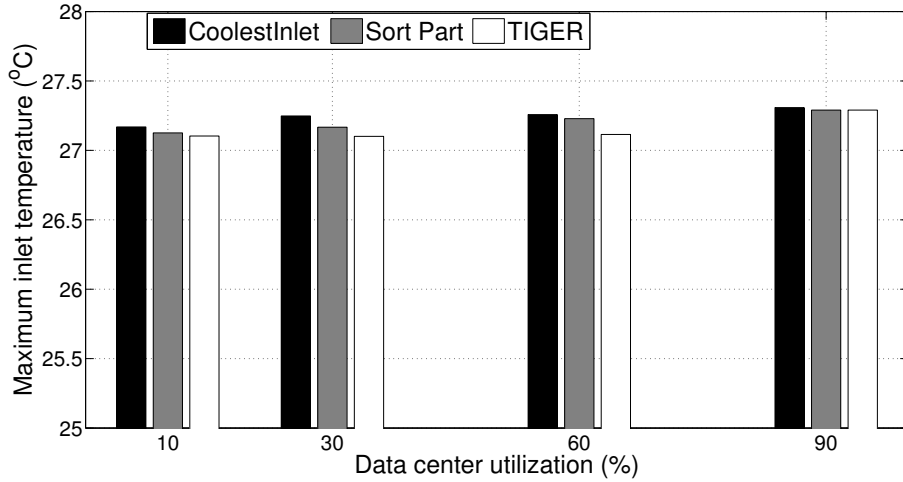 CoolestInlet Sort Part TIGER
Maximum inlet temperature (°C)
28
27.5
27
26.5
26
25.5
25
10 30 60 90
Data center utilization (%)